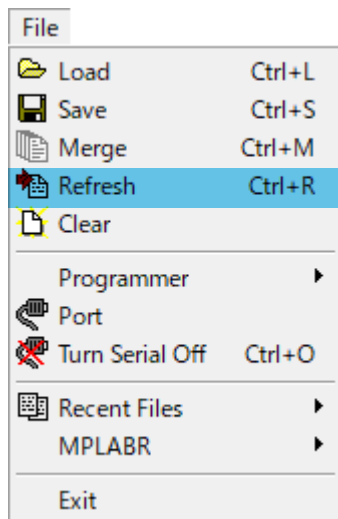 File
Load Ctrl+L
Save Ctrl+S
Merge Ctrl+M
Refresh Ctrl+R
Clear
Programmer
Port
Turn Serial Off Ctrl+O
Recent Files
MPLABR
Exit